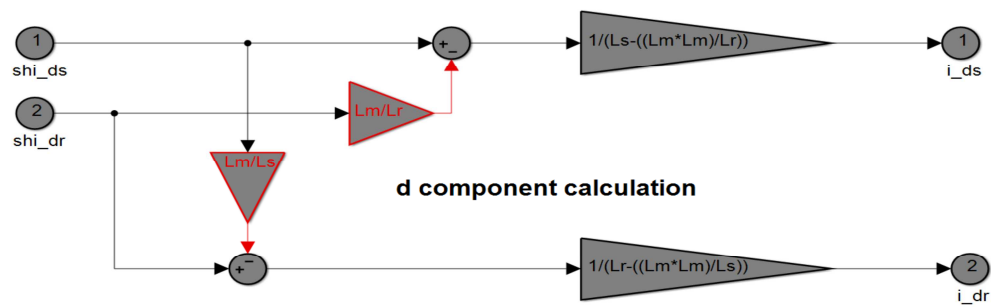 1
shi_ds
+
-
1/(Ls-((Lm*Lm)/Lr))
1
i_ds
2
shi_dr
Lm/Lr
Lm/Ls
d component calculation
+
-
1/(Lr-((Lm*Lm)/Ls))
2
i_dr